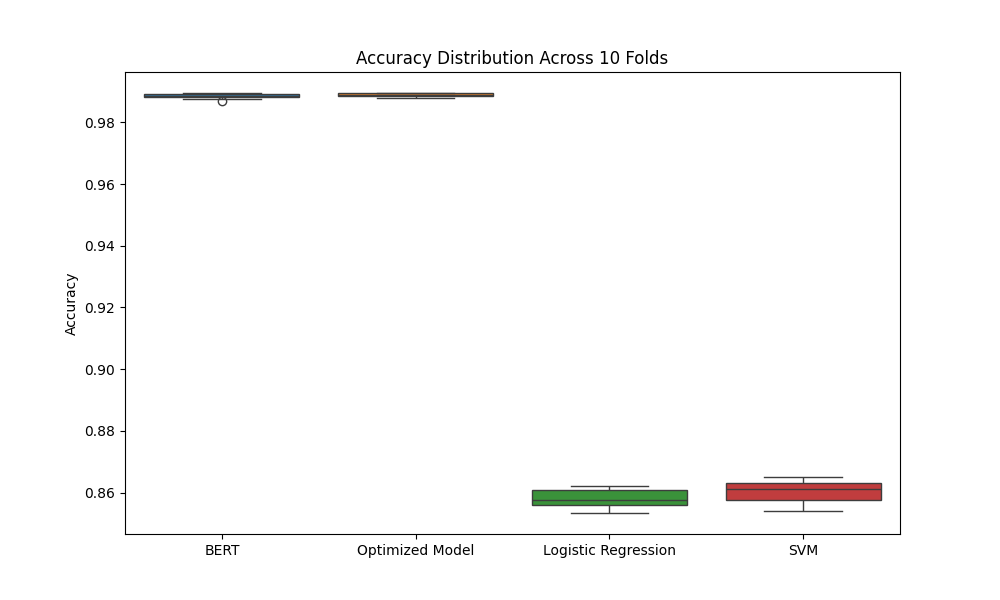 Accuracy Distribution Across 10 Folds
0.98
0.96
0.94
0.92
0.90
0.88
0.86
Accuracy
BERT
Optimized Model
Logistic Regression
SVM